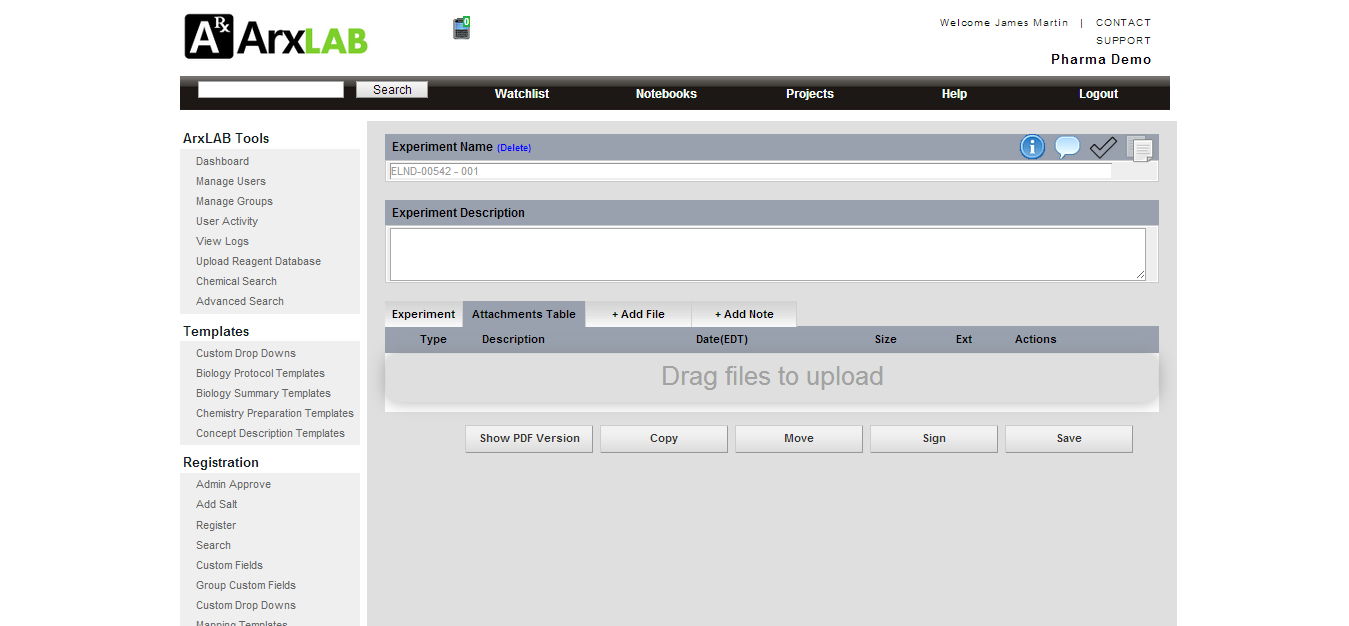 ARx ArxLAB
0
Welcome James Martin | CONTACT
SUPPORT
Pharma Demo
Search Watchlist Notebooks Projects Help Logout
ArxLAB Tools
Dashboard
Manage Users
Manage Groups
User Activity
View Logs
Upload Reagent Database
Chemical Search
Advanced Search
Templates
Custom Drop Downs
Biology Protocol Templates
Biology Summary Templates
Chemistry Preparation Templates
Concept Description Templates
Registration
Admin Approve
Add Salt
Register
Search
Custom Fields
Group Custom Fields
Custom Drop Downs
Mapping Templates
Experiment Name (Delete)
i
ELND-00542 - 001
Experiment Description
Experiment Attachments Table + Add File + Add Note
Type Description Date(EDT) Size Ext Actions
Drag files to upload
Show PDF Version Copy Move Sign Save